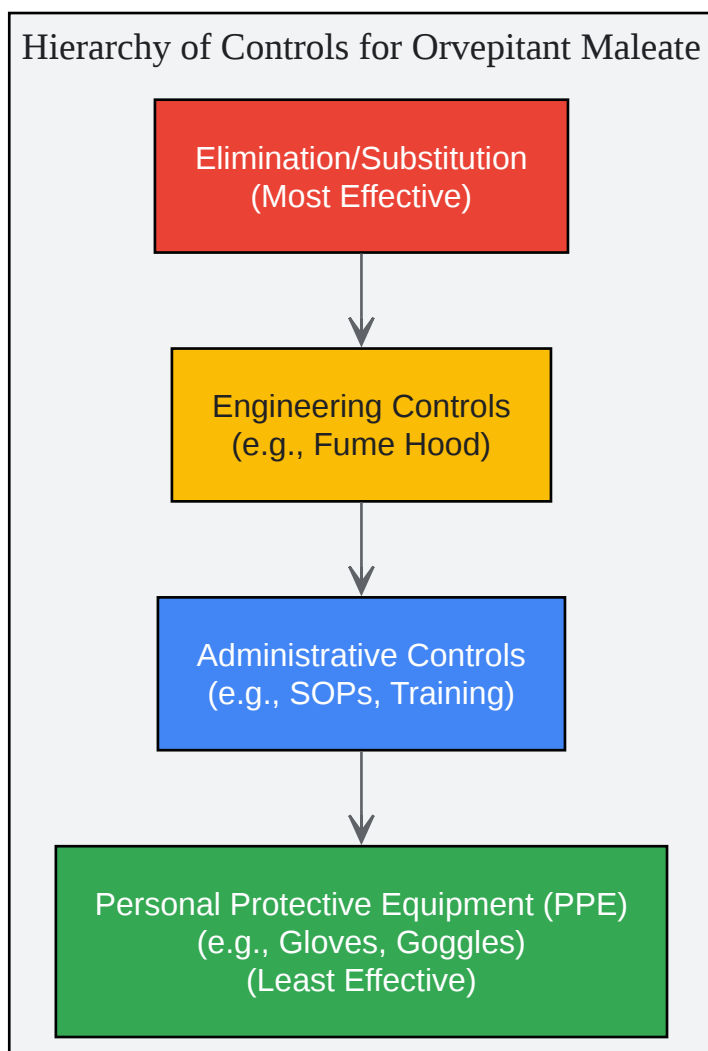 Hierarchy of Controls for Orvepitant Maleate
Elimination/Substitution
(Most Effective)
Engineering Controls
(e.g., Fume Hood)
Administrative Controls
(e.g., SOPs, Training)
Personal Protective Equipment (PPE)
(e.g., Gloves, Goggles)
(Least Effective)